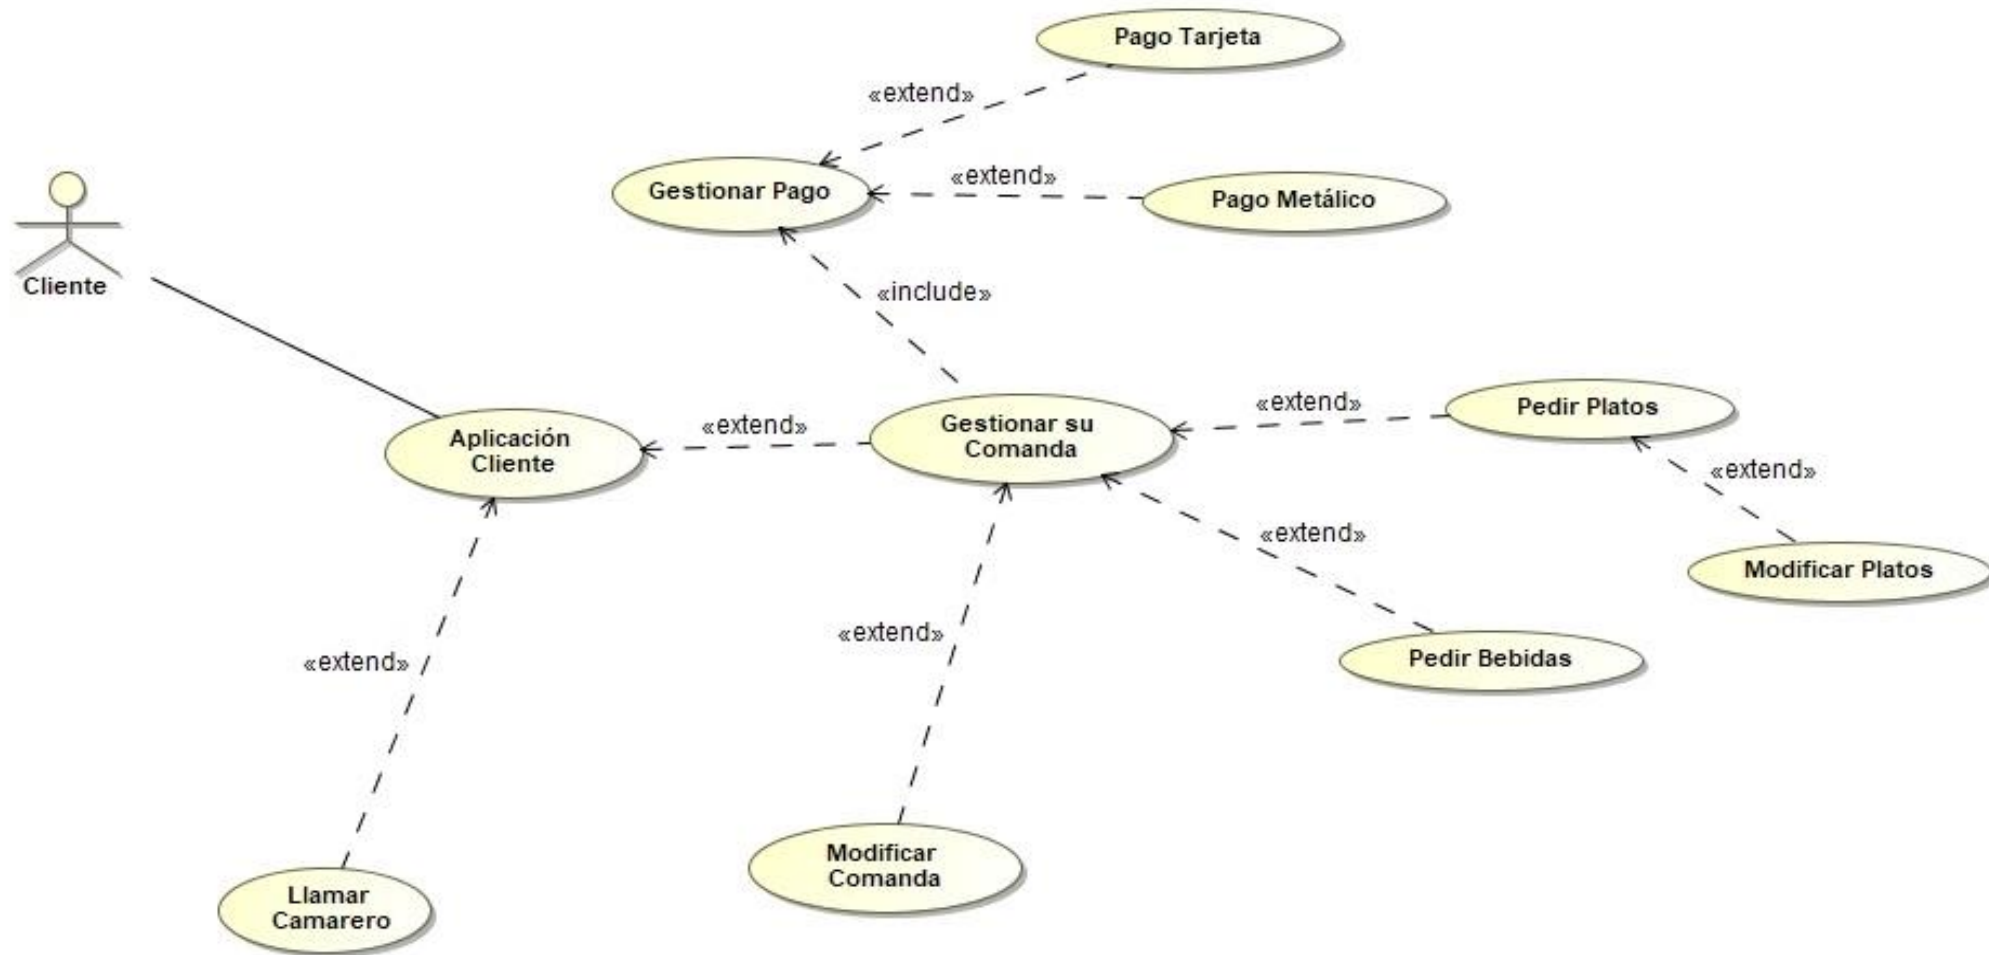 Pago Tarjeta
«extend»
Gestionar Pago
«extend»
Pago Metálico
Cliente
«include»
Aplicación
Cliente
«extend»
Gestionar su
Comanda
«extend»
Pedir Platos
«extend»
Modificar Platos
«extend»
Pedir Bebidas
«extend»
«extend»
Modificar
Comanda
Llamar
Camarero